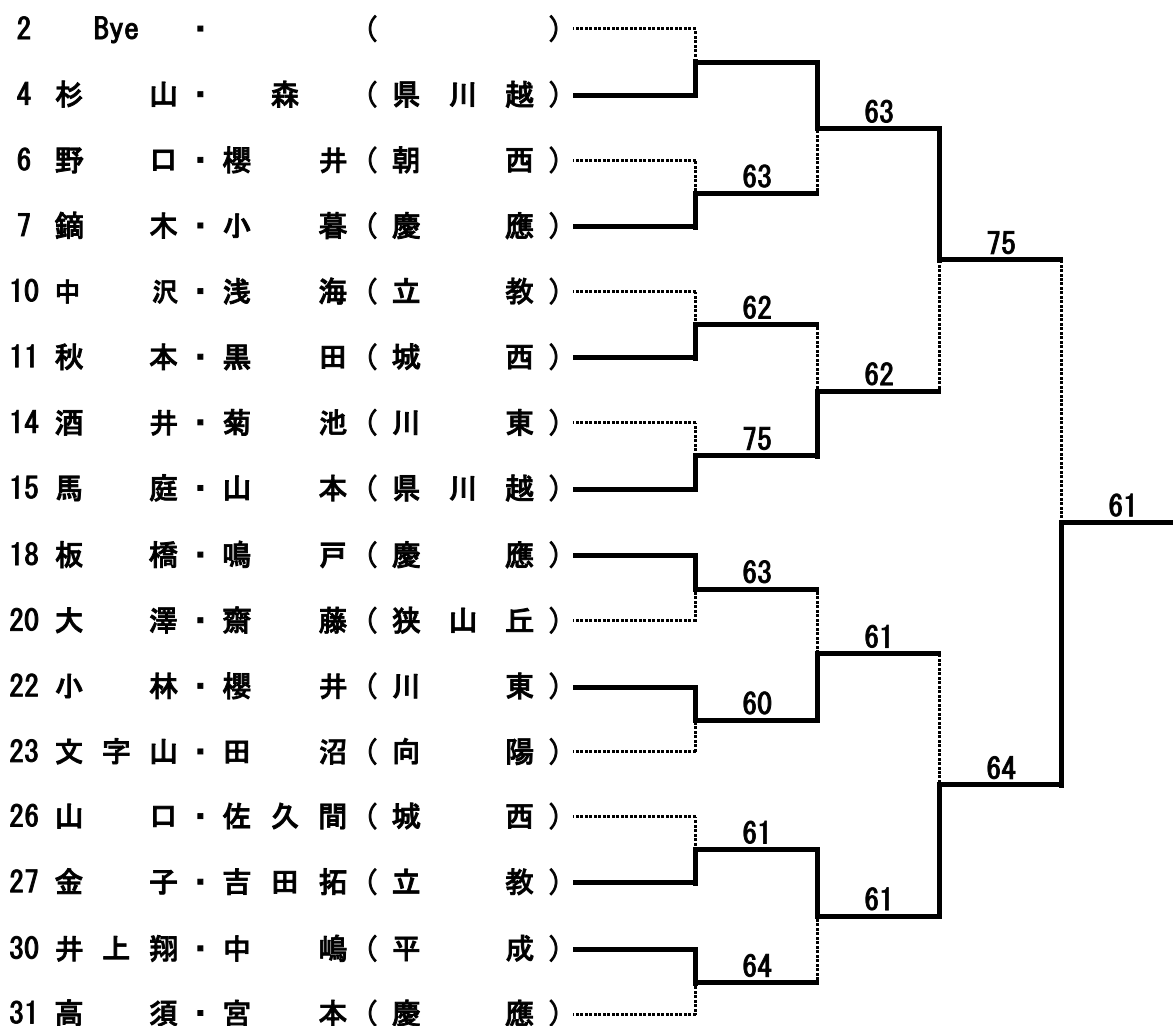 2 Bye ・ ( )
4 杉山・森(県川越)
63
6 野口・櫻井(朝西)
63
7 鏑木・小暮(慶應)
75
10 中沢・浅海(立教)
62
11 秋本・黒田(城西)
62
14 酒井・菊池(川東)
75
15 馬庭・山本(県川越)
61
18 板橋・鳴戸(慶應)
63
20 大澤・齋藤(狭山丘)
61
22 小林・櫻井(川東)
60
23 文字山・田沼(向陽)
64
26 山口・佐久間(城西)
61
27 金子・吉田拓(立教)
61
30 井上翔・中嶋(平成)
64
31 高須・宮本(慶應)